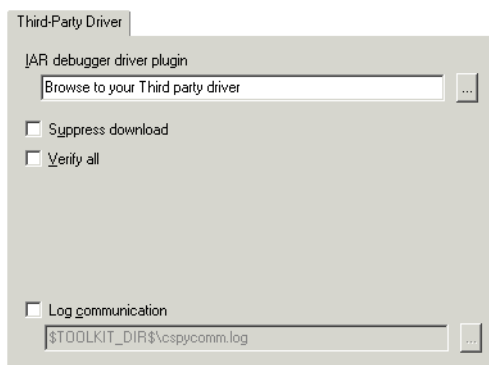 Third-Party Driver
IAR debugger driver plugin
Browse to your Third party driver
...
Suppress download
Verify all
Log communication
$TOOLKIT_DIR$\cspycomm.log
...